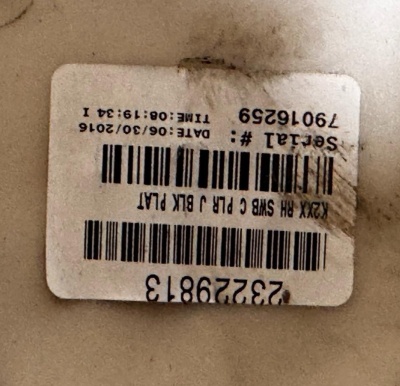 23229813
K2XX RH SWB C PLR J BLK PLAT
Serial #: DATE:06/30/2016
79016259 TIME:08:19:34 I